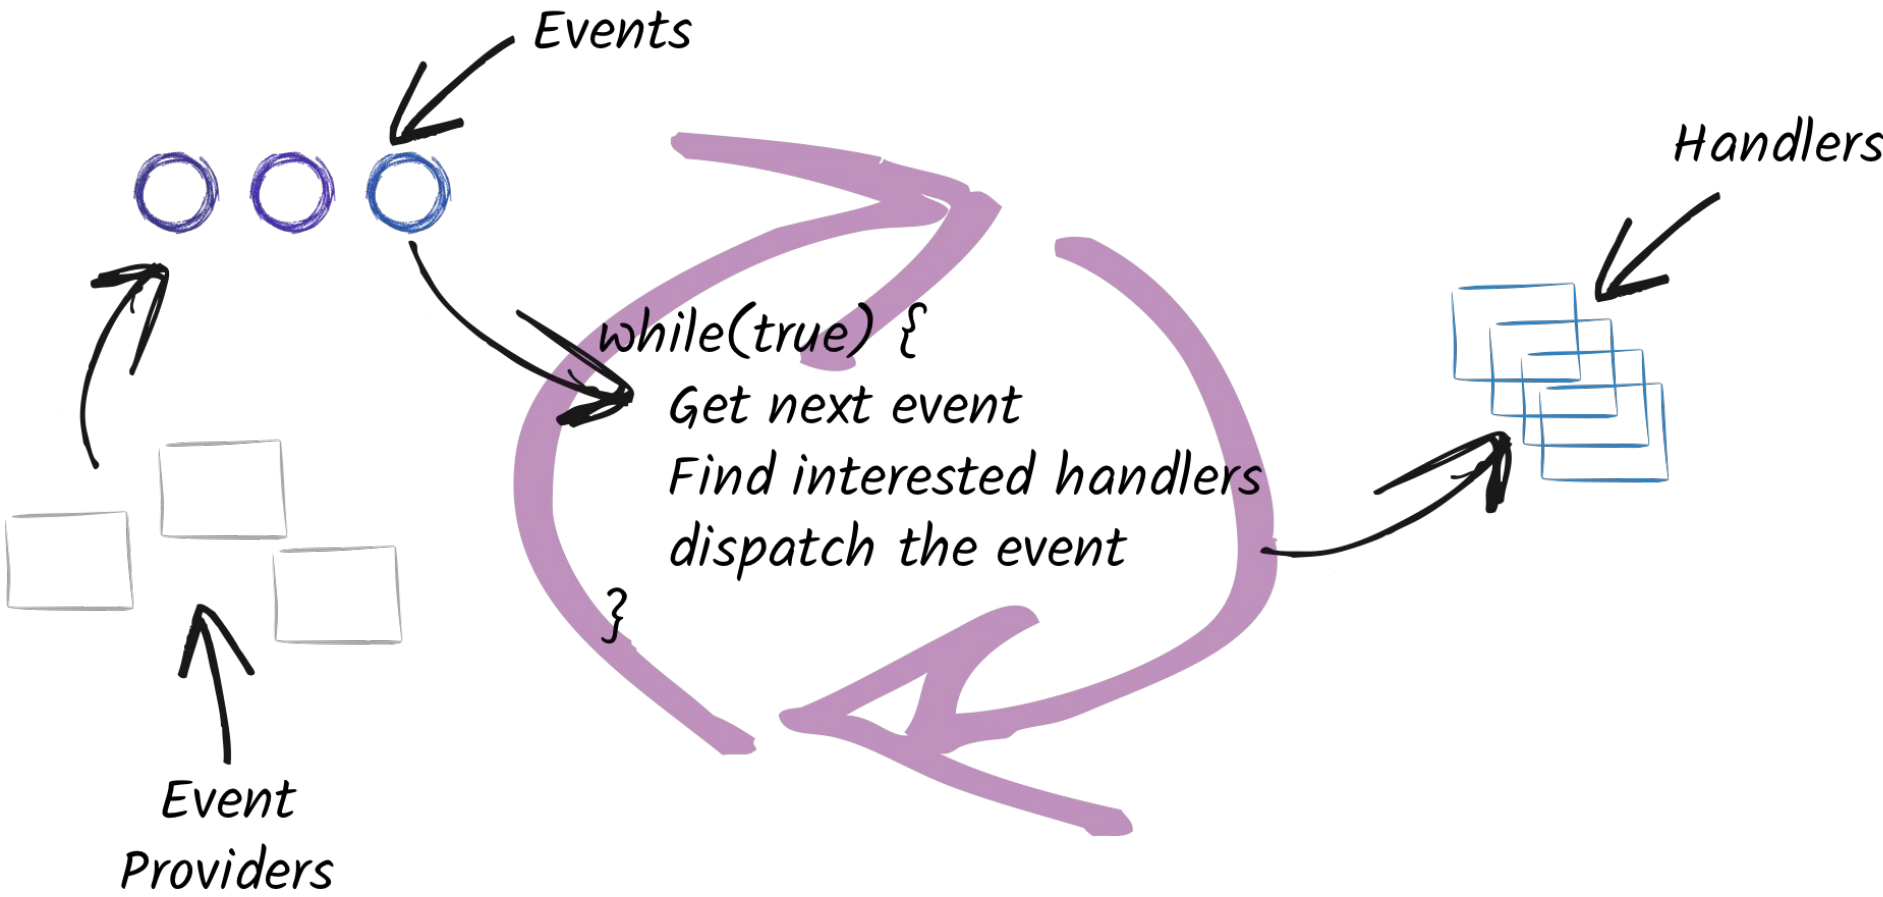 Events
Handlers
while(true) {
Get next event
Find interested handlers
dispatch the event
}
Event
Providers